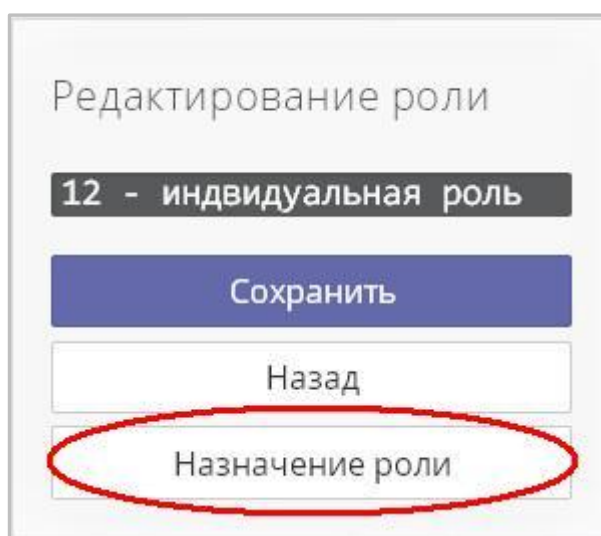 Редактирование роли
12 - индвидуальная роль
Сохранить
Назад
Назначение роли